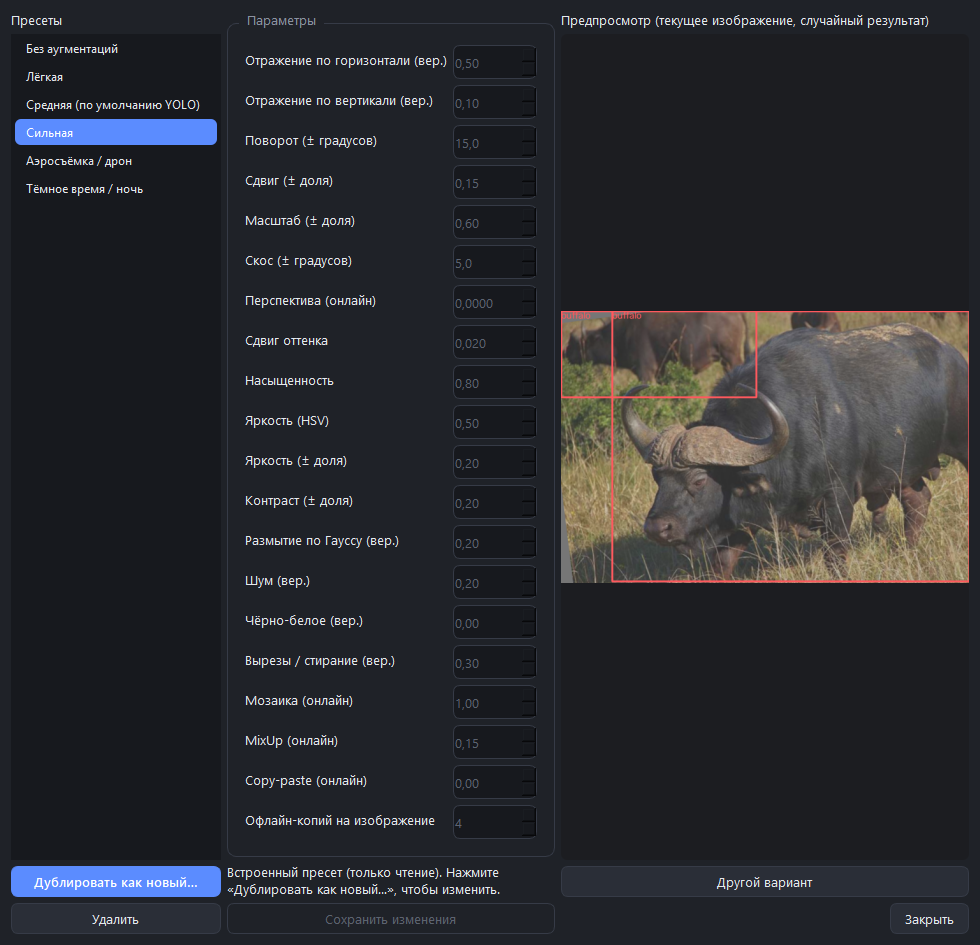 Пресеты
Без аугментаций
Лёгкая
Средняя (по умолчанию YOLO)
Сильная
Аэросъёмка / дрон
Тёмное время / ночь
Дублировать как новый...
Удалить
Параметры
Отражение по горизонтали (вер.) 0,50
Отражение по вертикали (вер.) 0,10
Поворот (± градусов) 15,0
Сдвиг (± доля) 0,15
Масштаб (± доля) 0,60
Скос (± градусов) 5,0
Перспектива (онлайн) 0,0000
Сдвиг оттенка 0,020
Насыщенность 0,80
Яркость (HSV) 0,50
Яркость (± доля) 0,20
Контраст (± доля) 0,20
Размытие по Гауссу (вер.) 0,20
Шум (вер.) 0,20
Чёрно-белое (вер.) 0,00
Вырезы / стирание (вер.) 0,30
Мозаика (онлайн) 1,00
MixUp (онлайн) 0,15
Copy-paste (онлайн) 0,00
Офлайн-копий на изображение 4
Встроенный пресет (только чтение). Нажмите
«Дублировать как новый...», чтобы изменить.
Сохранить изменения
Предпросмотр (текущее изображение, случайный результат)
buffalo buffalo
Другой вариант
Закрыть